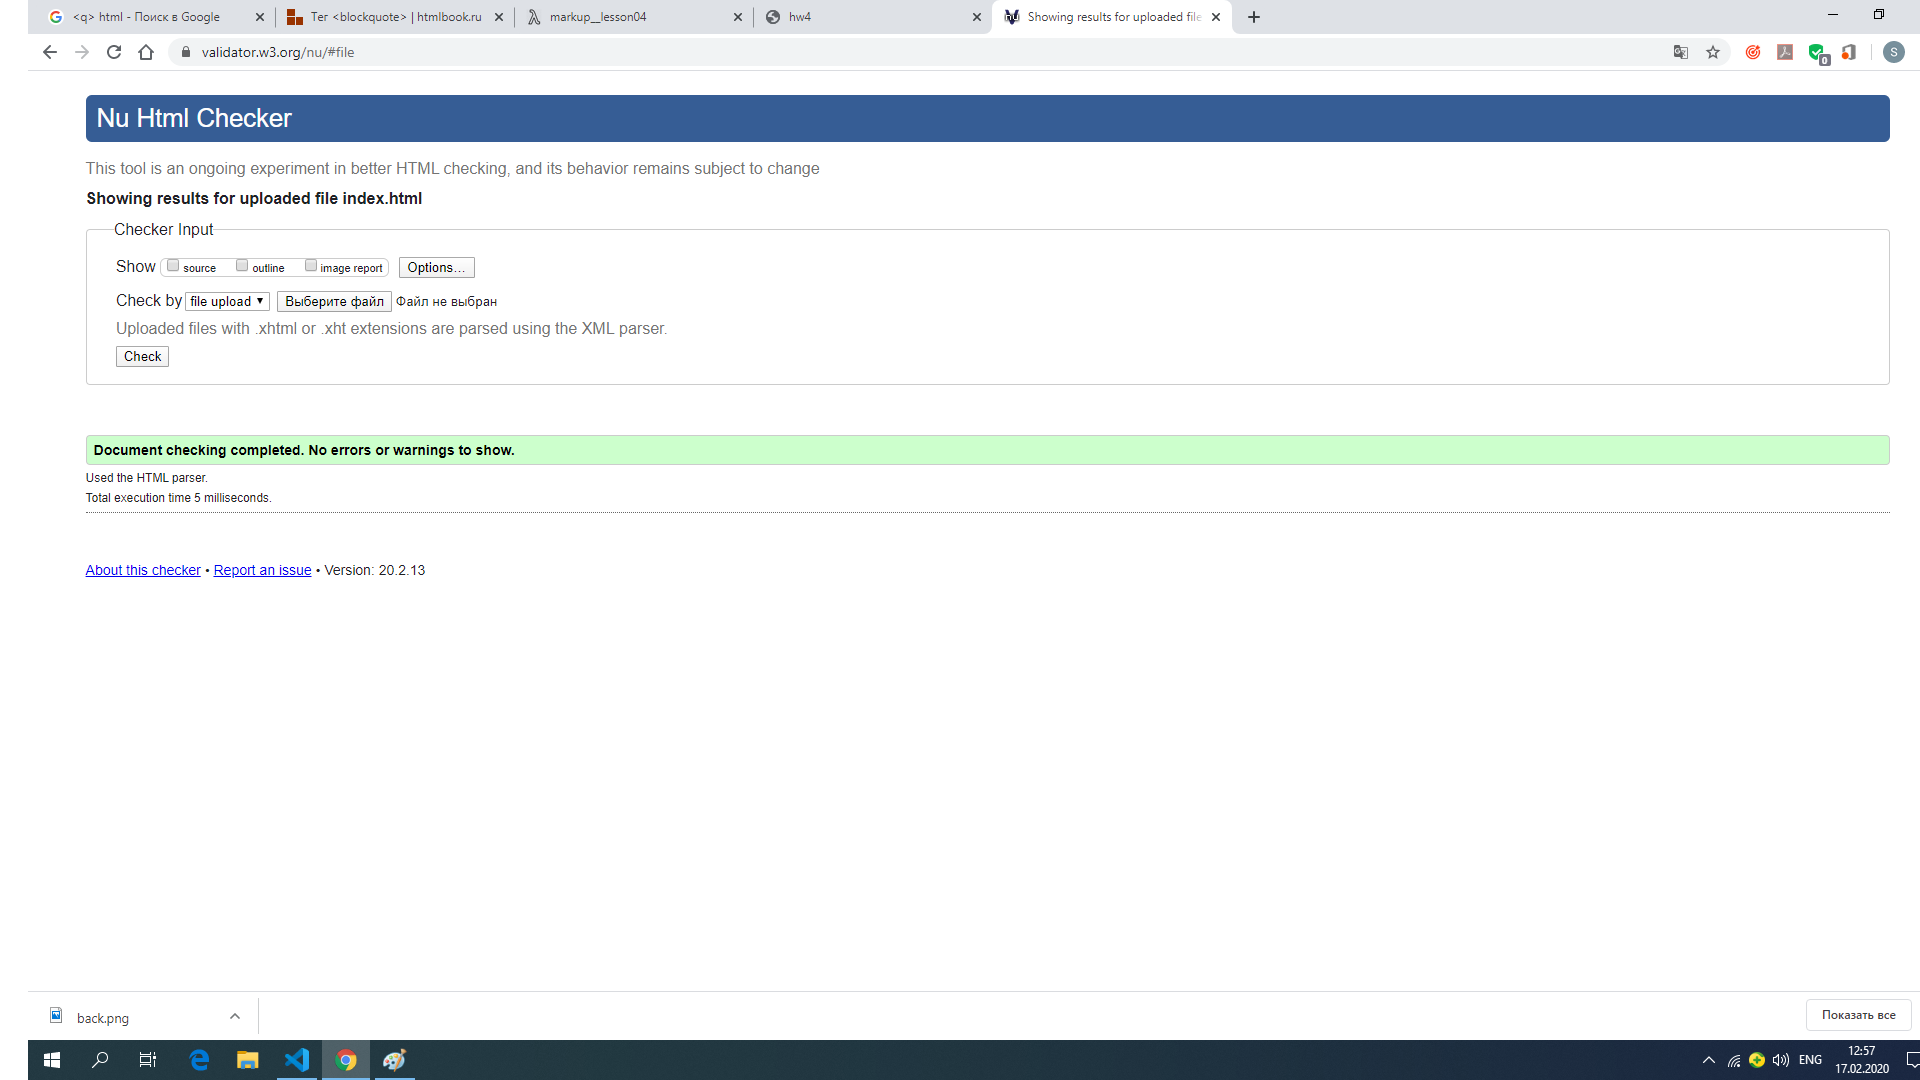 <q> html - Поиск в Google
Тег <blockquote> | htmlbook.ru
markup__lesson04
hw4
Showing results for uploaded file
validator.w3.org/nu/#file
0
S
Nu Html Checker
This tool is an ongoing experiment in better HTML checking, and its behavior remains subject to change
Showing results for uploaded file index.html
Checker Input
Show source outline image report Options...
Check by file upload Выберите файл Файл не выбран
Uploaded files with .xhtml or .xht extensions are parsed using the XML parser.
Check
Document checking completed. No errors or warnings to show.
Used the HTML parser.
Total execution time 5 milliseconds.
About this checker • Report an issue • Version: 20.2.13
back.png
Показать все
ENG
12:57
17.02.2020